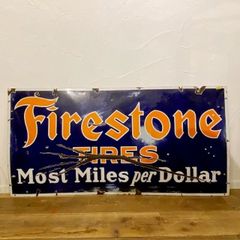 Firestone
TIRES
Most Miles per Dollar